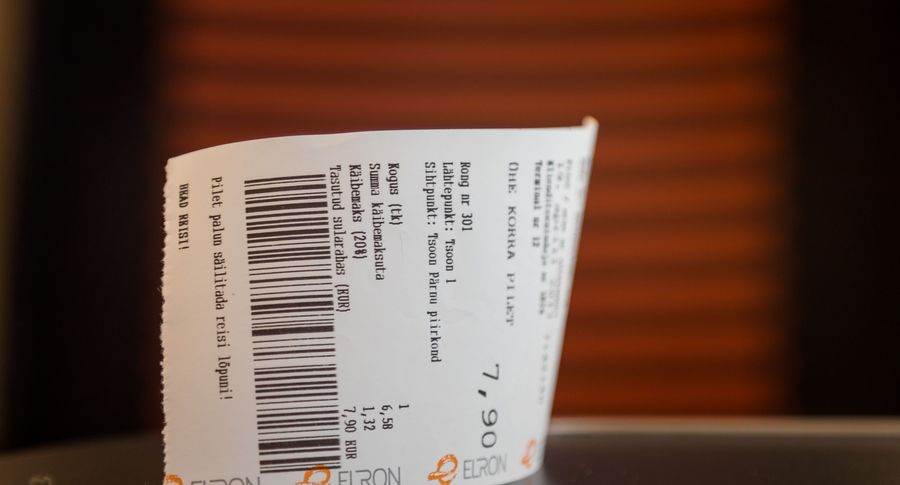 Terminal nr 12
ÜHE KORRA PILET
7,90
Rong nr 301
Lähtepunkt: Tsoon 1
Sihtpunkt: Tsoon Pärnu piirkond
Kogus (tk) 1
Summa käibemaksuta 6,58
Käibemaks (20%) 1,32
Tasutud sularahas (EUR) 7,90 EUR
Pilet palun säilitada reisi lõpuni!
HEAD REISI!
ELRON
ELRON
ELRON